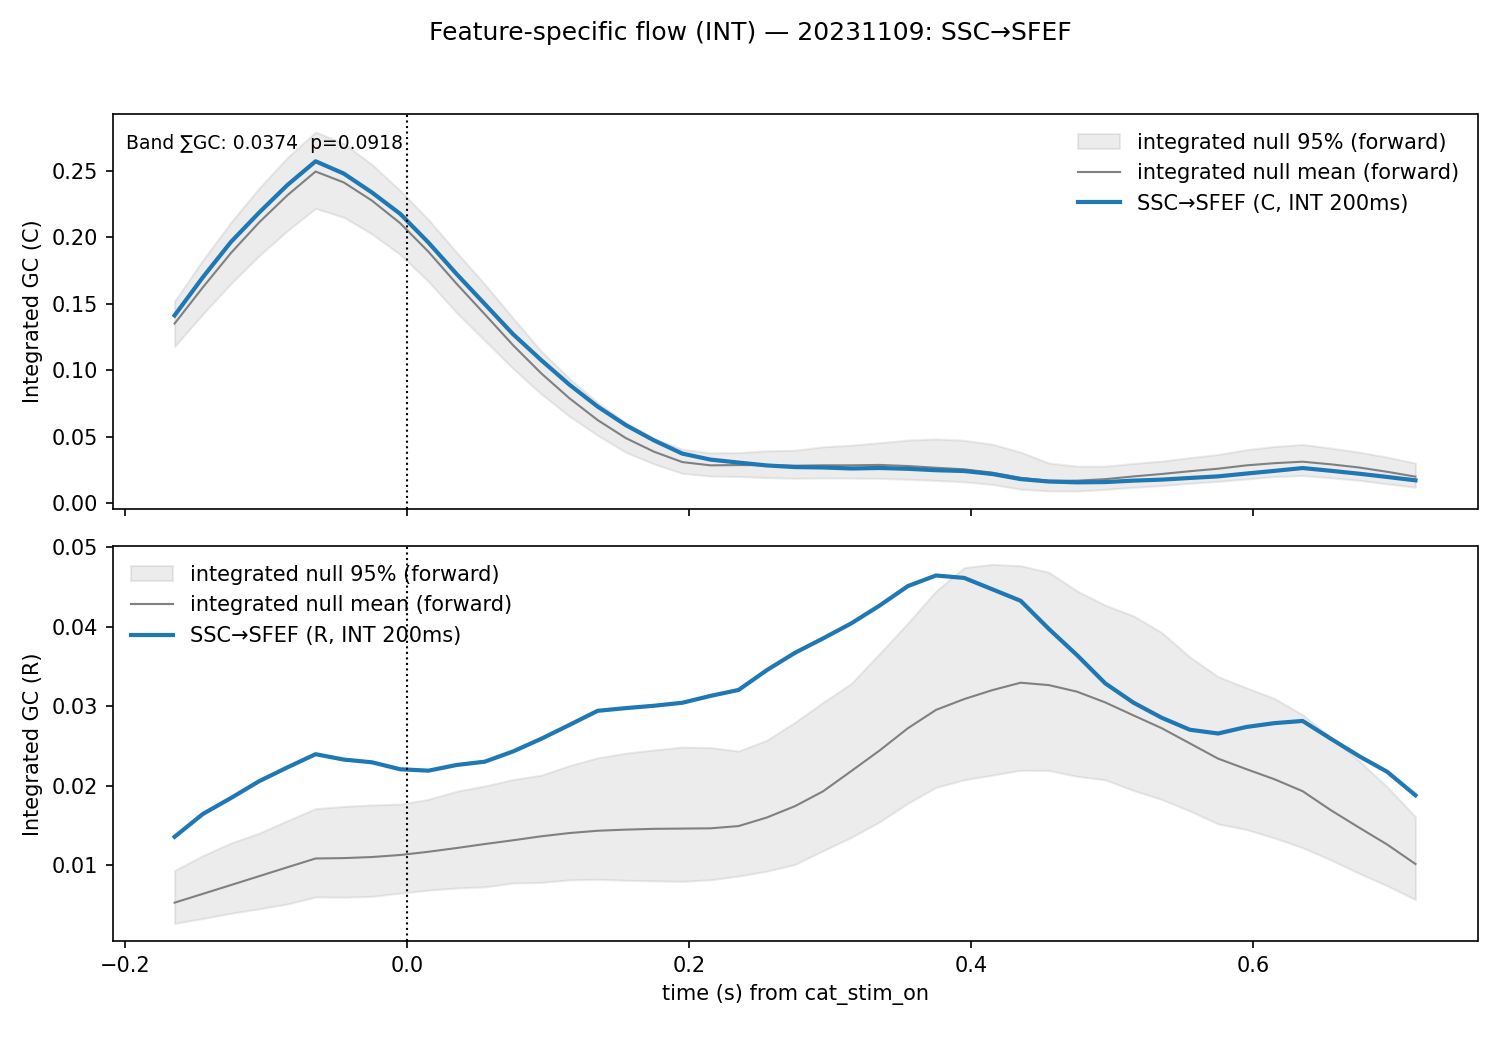 Feature-specific flow (INT) — 20231109: SSC→SFEF
Band ∑GC: 0.0374  p=0.0918
integrated null 95% (forward)
integrated null mean (forward)
SSC→SFEF (C, INT 200ms)
Integrated GC (C)
0.25
0.20
0.15
0.10
0.05
0.00
integrated null 95% (forward)
integrated null mean (forward)
SSC→SFEF (R, INT 200ms)
Integrated GC (R)
0.05
0.04
0.03
0.02
0.01
−0.2 0.0 0.2 0.4 0.6
time (s) from cat_stim_on